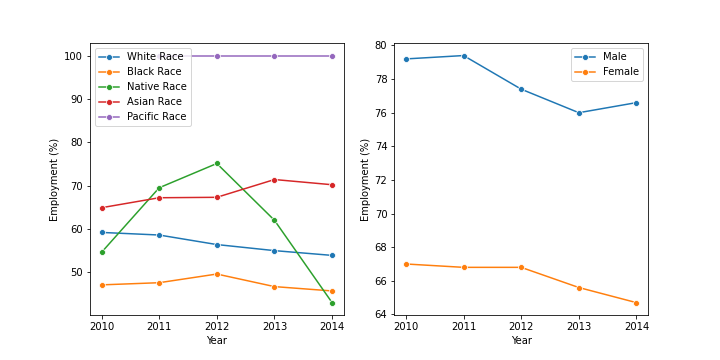 100
90
80
70
60
50
Employment (%)
2010 2011 2012 2013 2014
Year
White Race
Black Race
Native Race
Asian Race
Pacific Race
80
78
76
74
72
70
68
66
64
Employment (%)
2010 2011 2012 2013 2014
Year
Male
Female